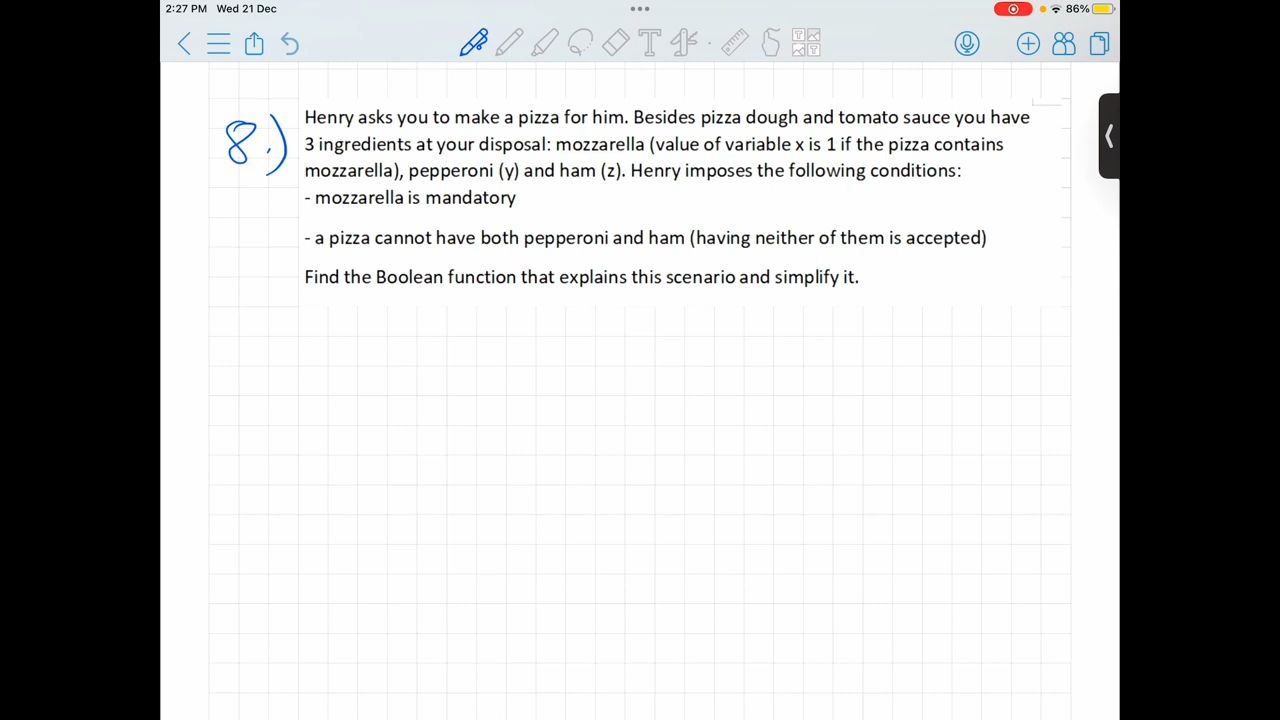 2:27 PM Wed 21 Dec
86%
8.)
Henry asks you to make a pizza for him. Besides pizza dough and tomato sauce you have
3 ingredients at your disposal: mozzarella (value of variable x is 1 if the pizza contains
mozzarella), pepperoni (y) and ham (z). Henry imposes the following conditions:
- mozzarella is mandatory
- a pizza cannot have both pepperoni and ham (having neither of them is accepted)
Find the Boolean function that explains this scenario and simplify it.